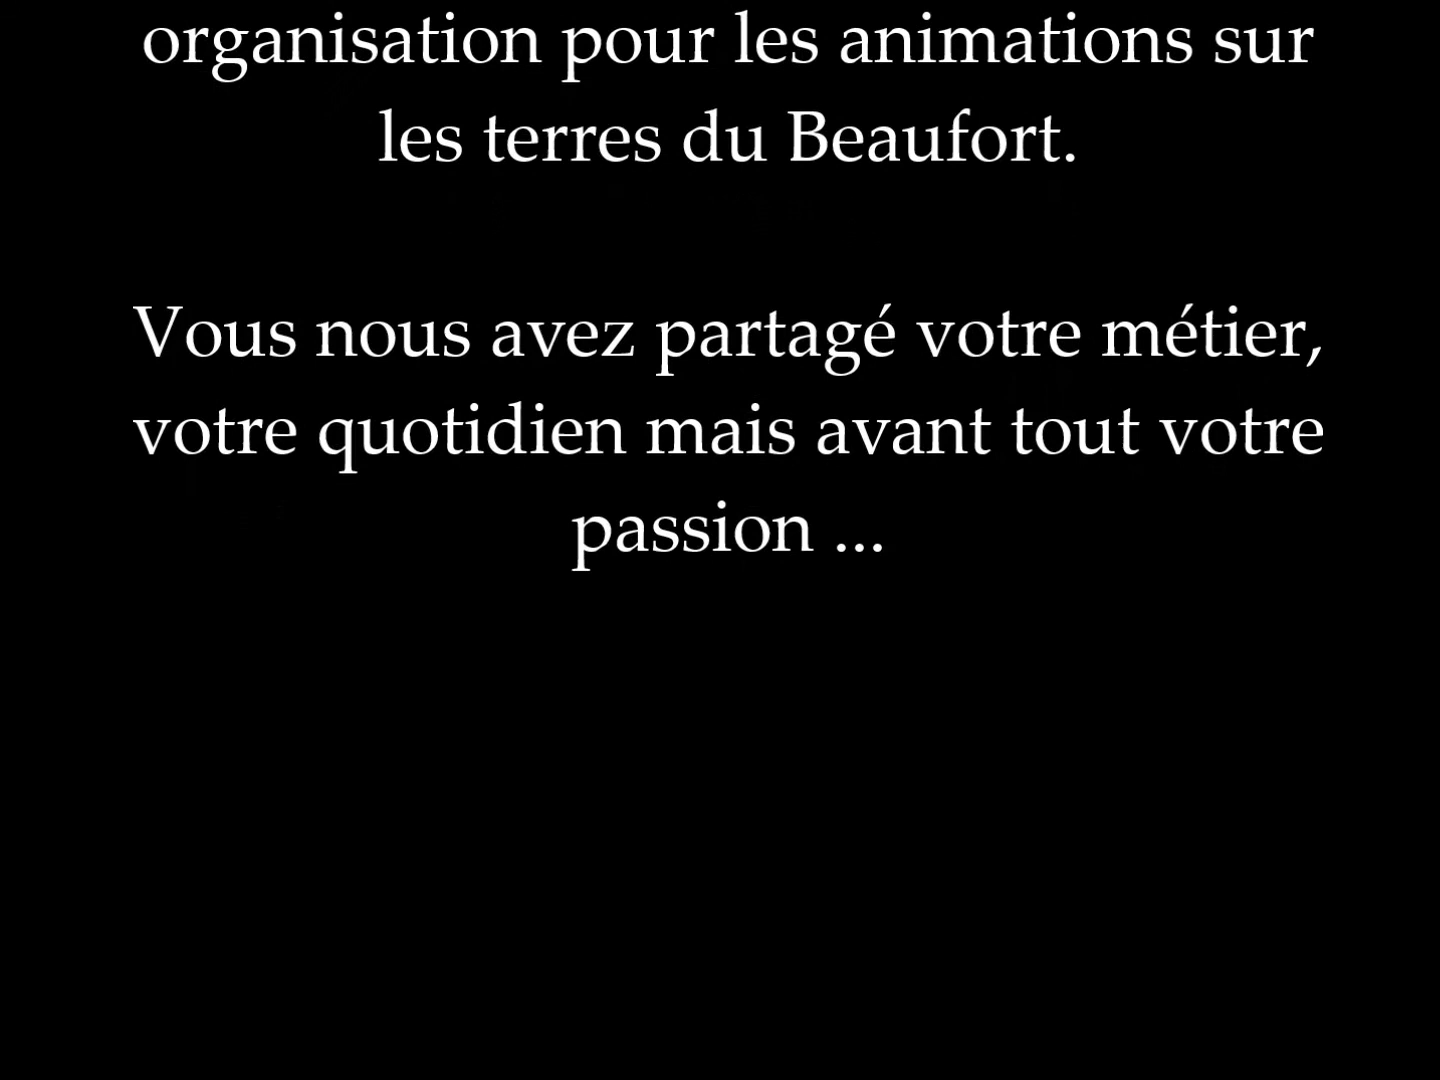 organisation pour les animations sur
les terres du Beaufort.
Vous nous avez partagé votre métier,
votre quotidien mais avant tout votre
passion ...